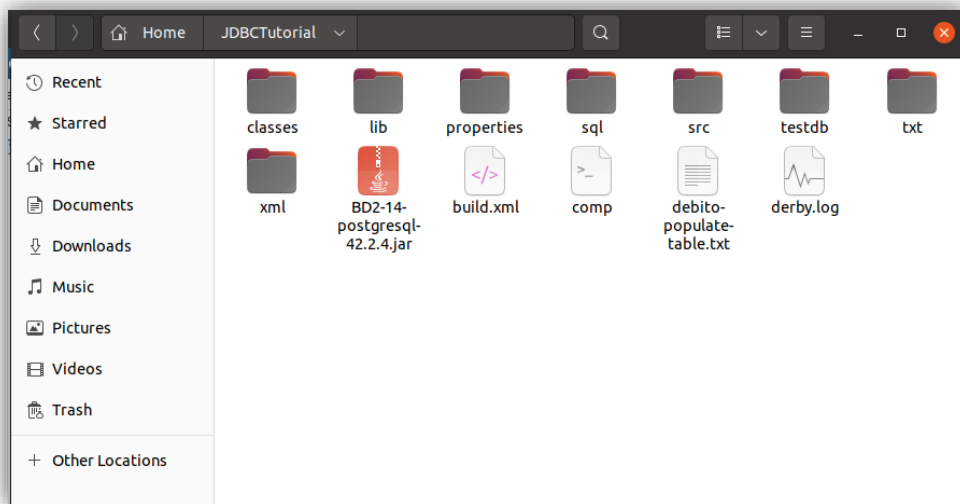 Home JDBCTutorial
Recent
Starred
Home
Documents
Downloads
Music
Pictures
Videos
Trash
Other Locations
classes lib properties sql src testdb txt
xml BD2-14-postgresql-42.2.4.jar build.xml comp debito-populate-table.txt derby.log